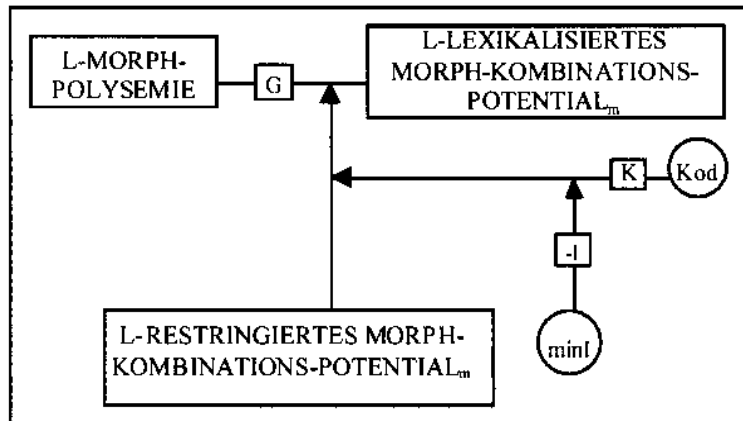 L-MORPH-
POLYSEMIE
G
L-LEXIKALISIERTES
MORPH-KOMBINATIONS-
POTENTIALm
K
Kod
-I
minI
L-RESTRINGIERTES MORPH-
KOMBINATIONS-POTENTIALm